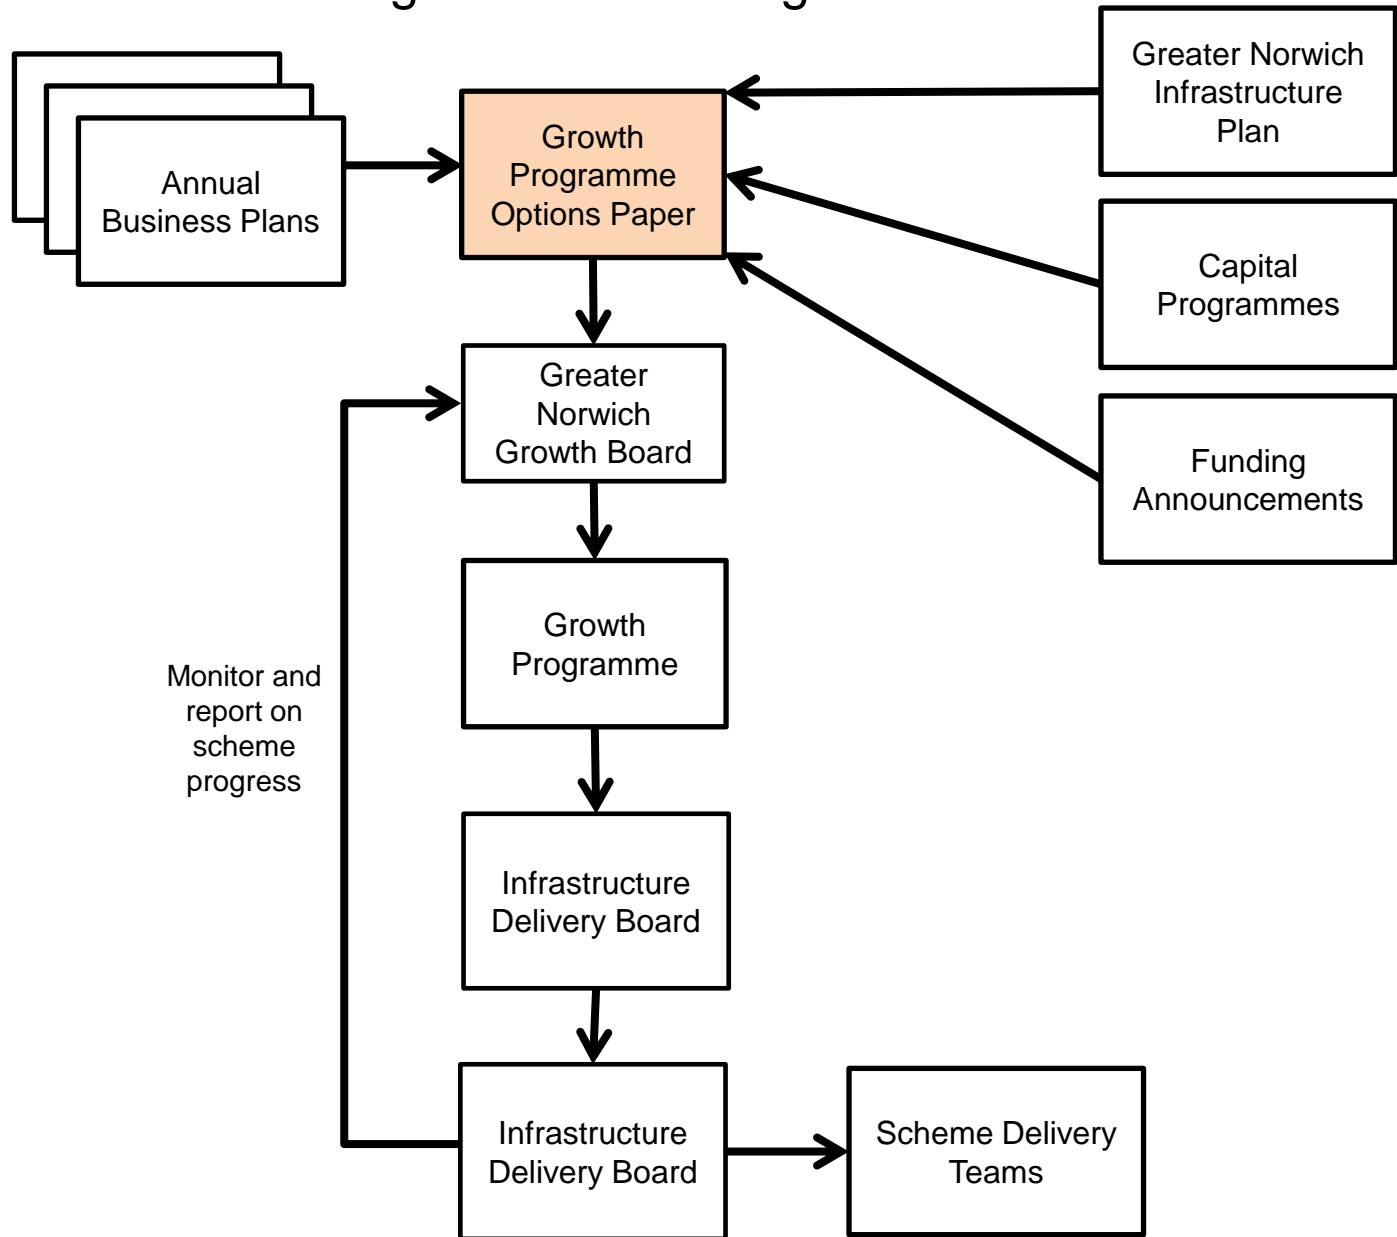 Greater Norwich
Infrastructure
Plan
Annual
Business Plans
Growth
Programme
Options Paper
Capital
Programmes
Greater
Norwich
Growth Board
Funding
Announcements
Growth
Programme
Monitor and
report on
scheme
progress
Infrastructure
Delivery Board
Infrastructure
Delivery Board
Scheme Delivery
Teams